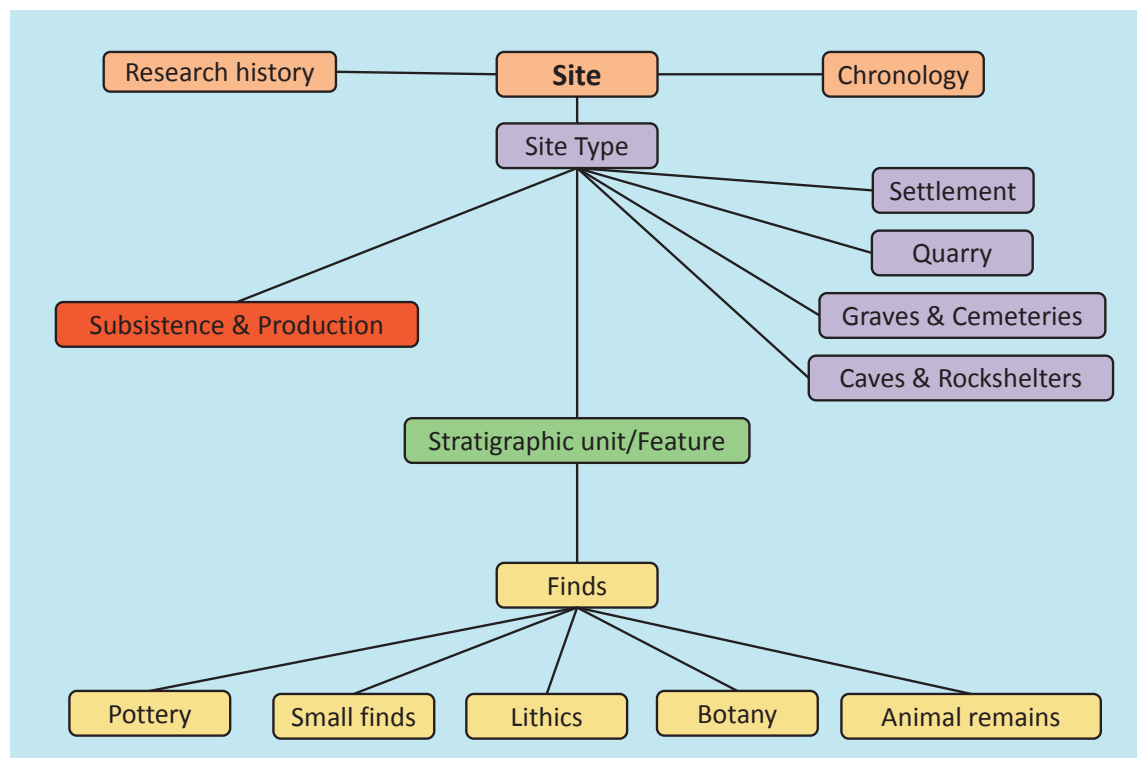 Research history
Site
Chronology
Site Type
Settlement
Quarry
Subsistence & Production
Graves & Cemeteries
Caves & Rockshelters
Stratigraphic unit/Feature
Finds
Pottery
Small finds
Lithics
Botany
Animal remains